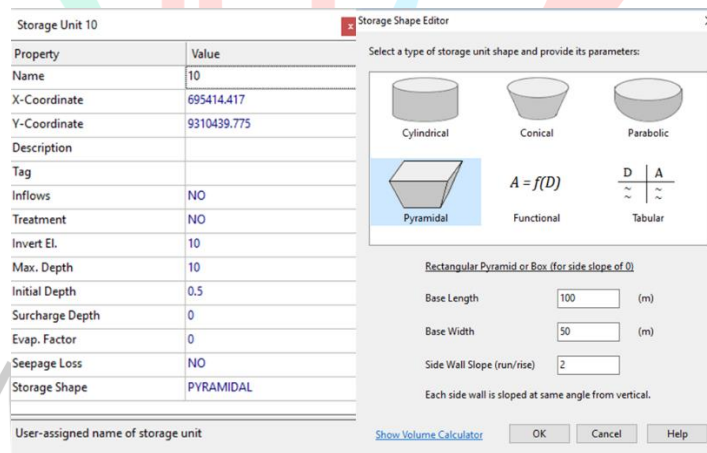 Storage Unit 10
x
Property Value
Name 10
X-Coordinate 695414.417
Y-Coordinate 9310439.775
Description
Tag
Inflows NO
Treatment NO
Invert El. 10
Max. Depth 10
Initial Depth 0.5
Surcharge Depth 0
Evap. Factor 0
Seepage Loss NO
Storage Shape PYRAMIDAL
User-assigned name of storage unit
Storage Shape Editor
Select a type of storage unit shape and provide its parameters:
Cylindrical Conical Parabolic
A = f(D) D A
~ ~
~ ~
Pyramidal Functional Tabular
Rectangular Pyramid or Box (for side slope of 0)
Base Length 100 (m)
Base Width 50 (m)
Side Wall Slope (run/rise) 2
Each side wall is sloped at same angle from vertical.
Show Volume Calculator OK Cancel Help